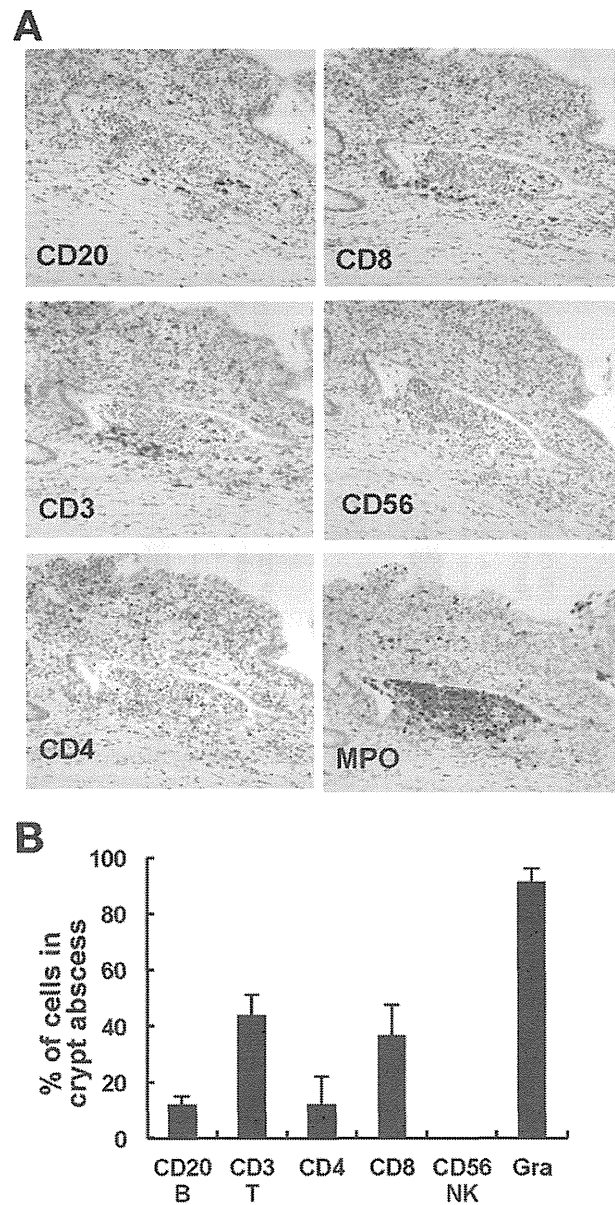 A
CD20
CD8
CD3
CD56
CD4
MPO
B
% of cells in
crypt abscess
100
80
60
40
20
0
CD20 CD3 CD4 CD8 CD56 Gra
B T NK